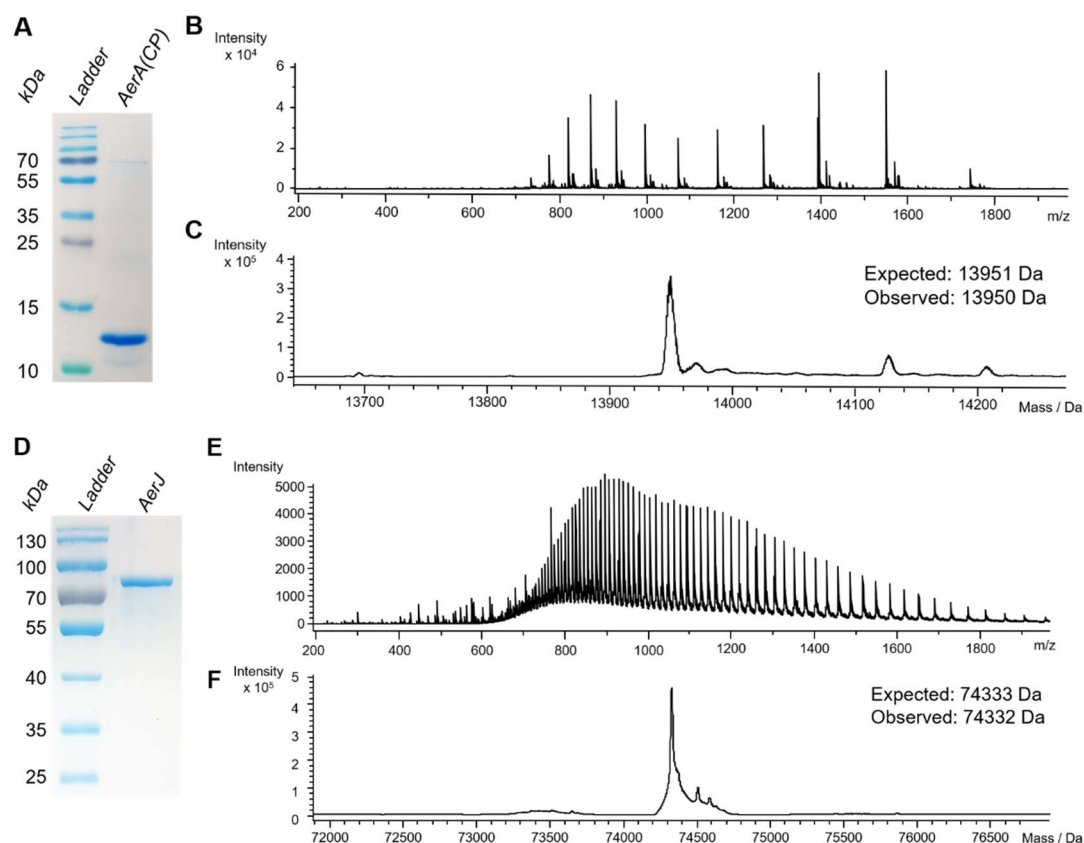 A
kDa
Ladder
AerA(CP)
70
55
35
25
15
10
B
Intensity
x 10⁴
6
4
2
0
200 400 600 800 1000 1200 1400 1600 1800 m/z
C
Intensity
x 10⁵
4
3
2
1
0
Expected: 13951 Da
Observed: 13950 Da
13700 13800 13900 14000 14100 14200 Mass / Da
D
kDa
Ladder
AerJ
130
100
70
55
40
35
25
E
Intensity
5000
4000
3000
2000
1000
0
200 400 600 800 1000 1200 1400 1600 1800 m/z
F
Intensity
x 10⁵
5
4
3
2
1
0
Expected: 74333 Da
Observed: 74332 Da
72000 72500 73000 73500 74000 74500 75000 75500 76000 76500 Mass / Da